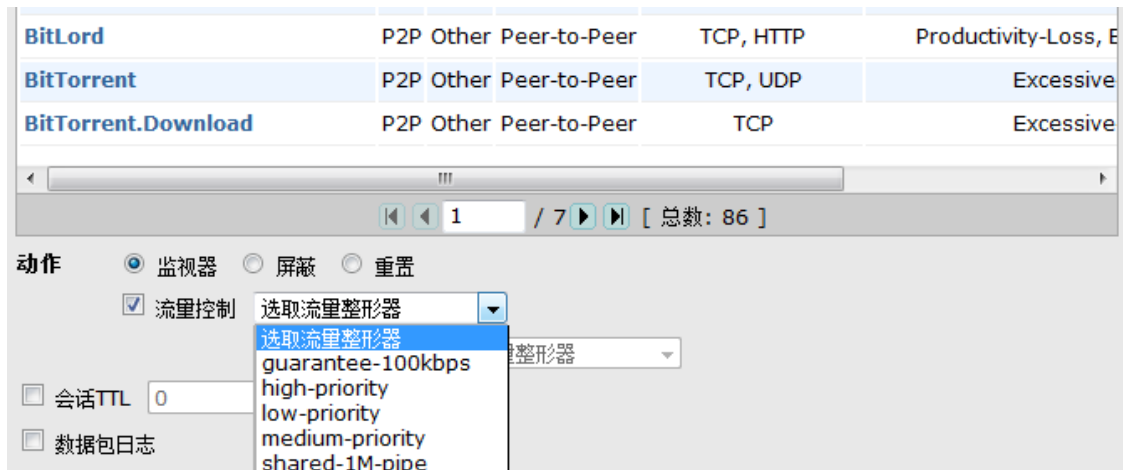 BitLord P2P Other Peer-to-Peer TCP, HTTP Productivity-Loss, E
BitTorrent P2P Other Peer-to-Peer TCP, UDP Excessive
BitTorrent.Download P2P Other Peer-to-Peer TCP Excessive
1 / 7 [ 总数: 86 ]
动作 监视器 屏蔽 重置
流量控制 选取流量整形器
选取流量整形器
整形器
guarantee-100kbps
high-priority
会话TTL 0
low-priority
medium-priority
数据包日志
shared-1M-pipe